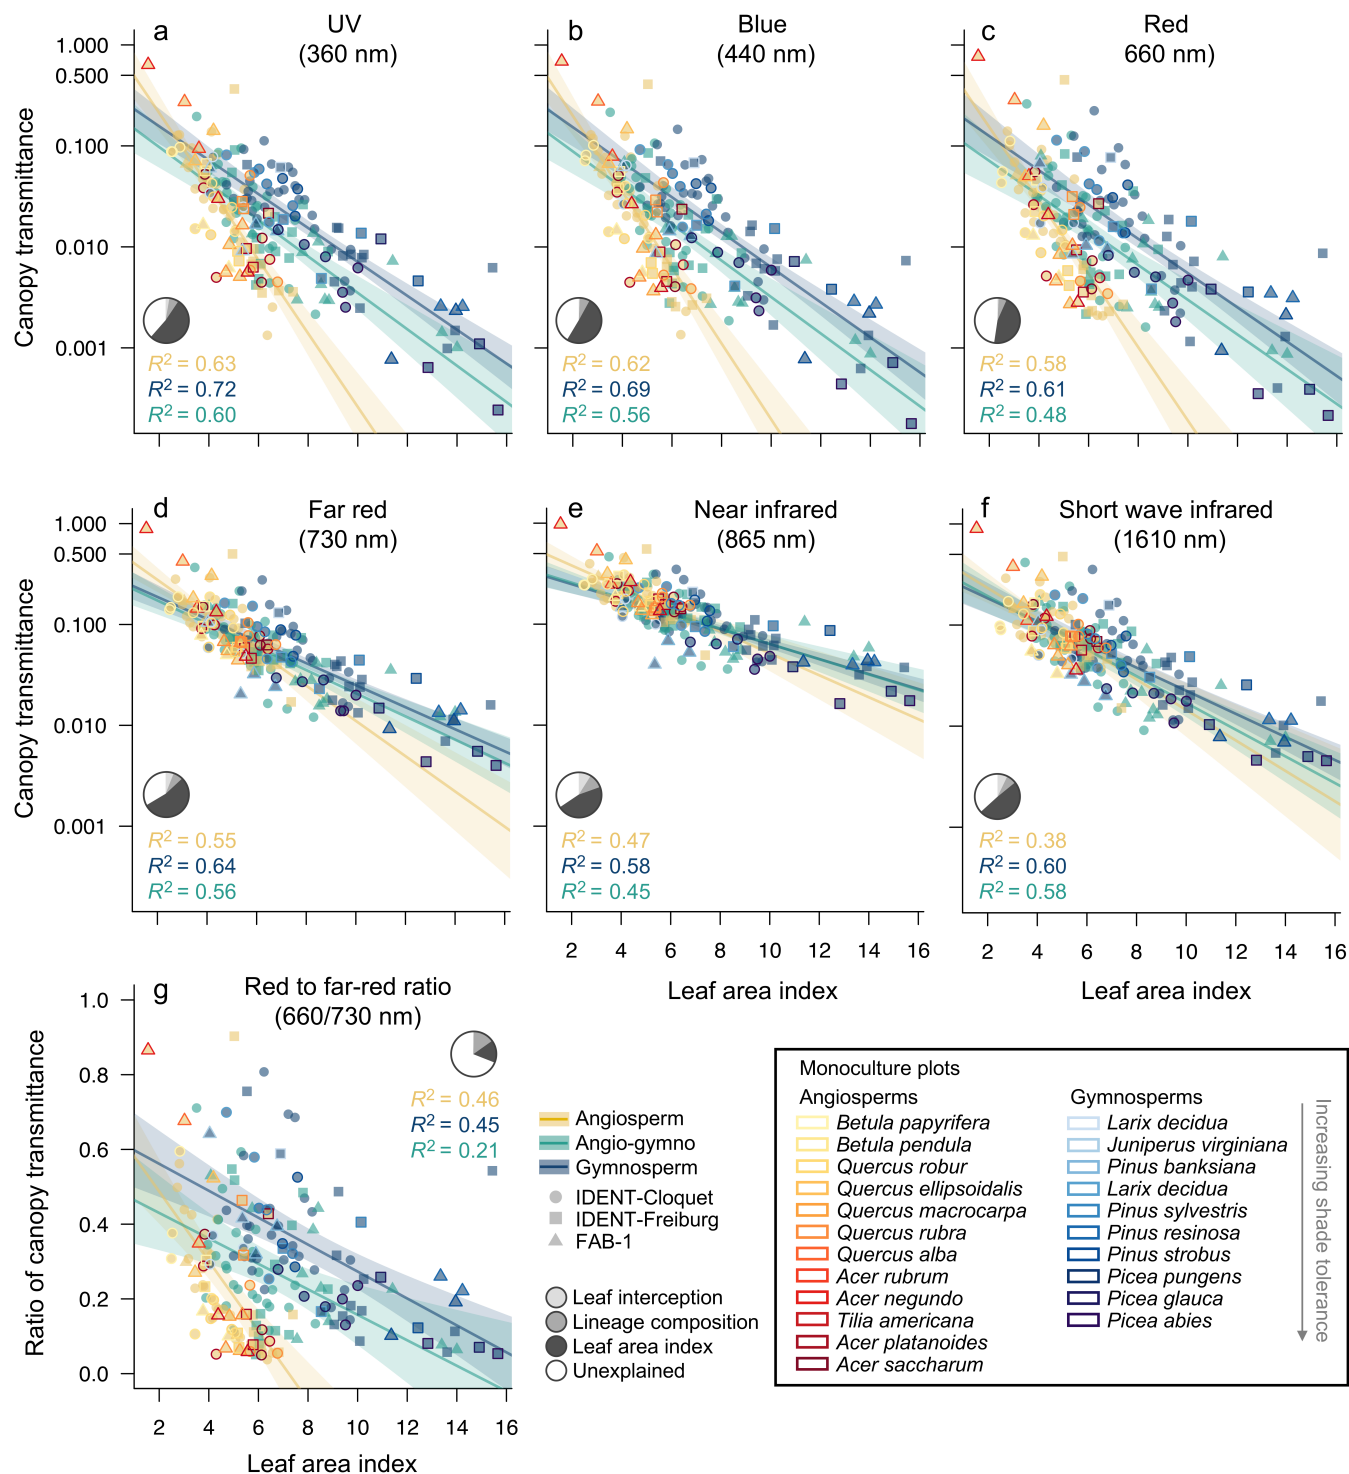 a
UV
(360 nm)
b
Blue
(440 nm)
c
Red
660 nm)
Canopy transmittance
1.000
0.500
0.100
0.010
0.001
R² = 0.63
R² = 0.72
R² = 0.60
R² = 0.62
R² = 0.69
R² = 0.56
R² = 0.58
R² = 0.61
R² = 0.48
d
Far red
(730 nm)
e
Near infrared
(865 nm)
f
Short wave infrared
(1610 nm)
Canopy transmittance
1.000
0.500
0.100
0.010
0.001
R² = 0.55
R² = 0.64
R² = 0.56
R² = 0.47
R² = 0.58
R² = 0.45
R² = 0.38
R² = 0.60
R² = 0.58
2 4 6 8 10 12 14 16
2 4 6 8 10 12 14 16
Leaf area index
Leaf area index
g
Red to far-red ratio
(660/730 nm)
Ratio of canopy transmittance
1.0
0.8
0.6
0.4
0.2
0.0
R² = 0.46
R² = 0.45
R² = 0.21
2 4 6 8 10 12 14 16
Leaf area index
Angiosperm
Angio-gymno
Gymnosperm
IDENT-Cloquet
IDENT-Freiburg
FAB-1
Leaf interception
Lineage composition
Leaf area index
Unexplained
Monoculture plots
Angiosperms
Betula papyrifera
Betula pendula
Quercus robur
Quercus ellipsoidalis
Quercus macrocarpa
Quercus rubra
Quercus alba
Acer rubrum
Acer negundo
Tilia americana
Acer platanoides
Acer saccharum
Gymnosperms
Larix decidua
Juniperus virginiana
Pinus banksiana
Larix decidua
Pinus sylvestris
Pinus resinosa
Pinus strobus
Picea pungens
Picea glauca
Picea abies
Increasing shade tolerance